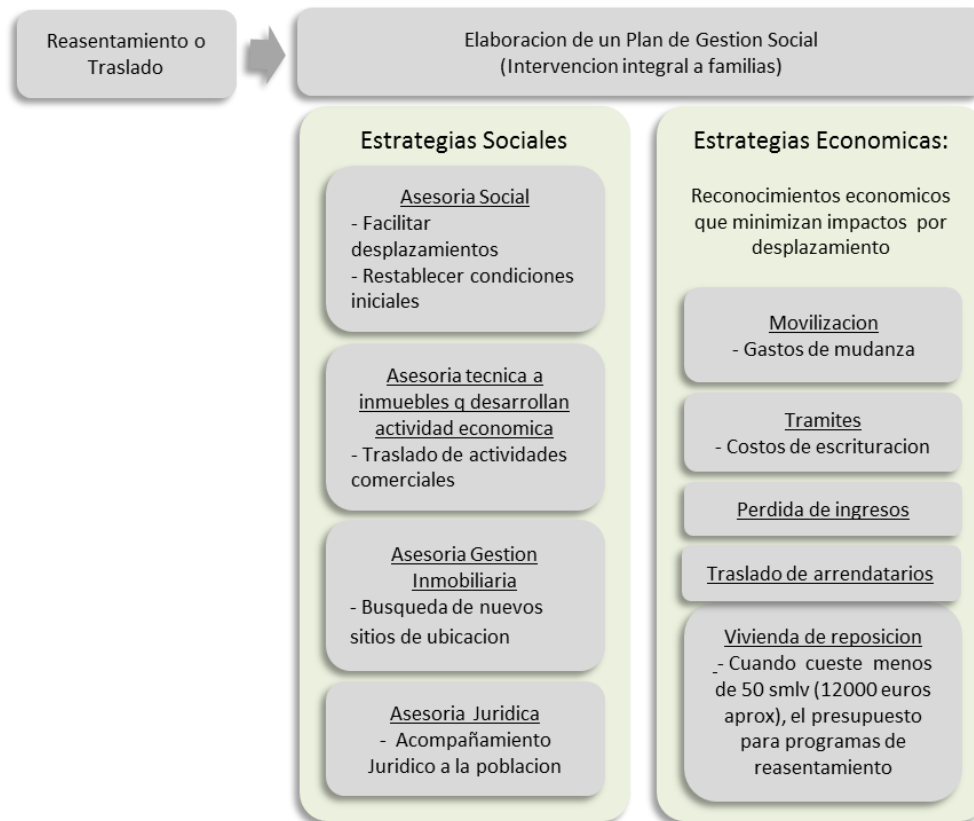 Reasentamiento o
Traslado
Elaboracion de un Plan de Gestion Social
(Intervencion integral a familias)
Estrategias Sociales
Asesoria Social
- Facilitar
desplazamientos
- Restablecer condiciones
iniciales
Asesoria tecnica a
inmuebles q desarrollan
actividad economica
- Traslado de actividades
comerciales
Asesoria Gestion
Inmobiliaria
- Busqueda de nuevos
sitios de ubicacion
Asesoria Juridica
- Acompañamiento
Juridico a la poblacion
Estrategias Economicas:
Reconocimientos economicos
que minimizan impactos por
desplazamiento
Movilizacion
- Gastos de mudanza
Tramites
- Costos de escrituracion
Perdida de ingresos
Traslado de arrendatarios
Vivienda de reposicion
- Cuando cueste menos
de 50 smlv (12000 euros
aprox), el presupuesto
para programas de
reasentamiento